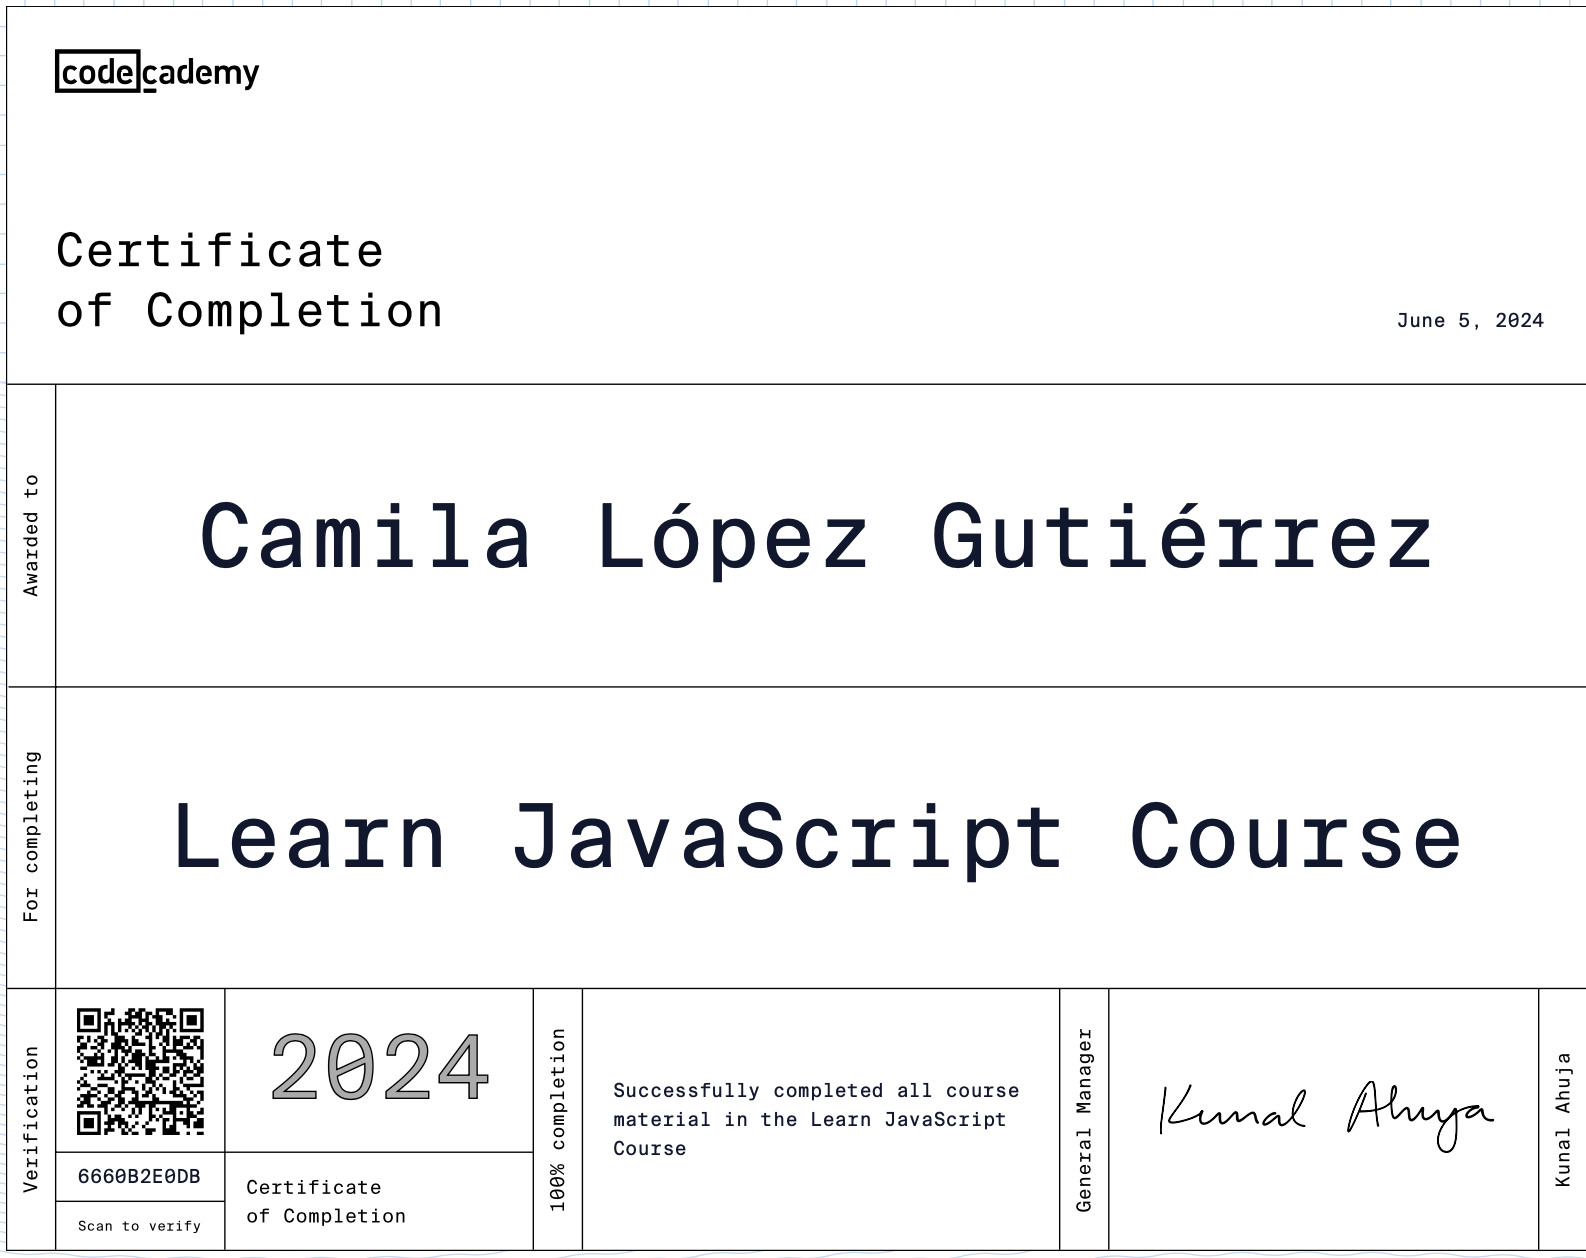 codecademy
Certificate
of Completion
June 5, 2024
Awarded to
Camila López Gutiérrez
For completing
Learn JavaScript Course
Verification
6660B2E0DB
Scan to verify
2024
Certificate
of Completion
100% completion
Successfully completed all course
material in the Learn JavaScript
Course
General Manager
Kunal Ahuja
Kunal Ahuja